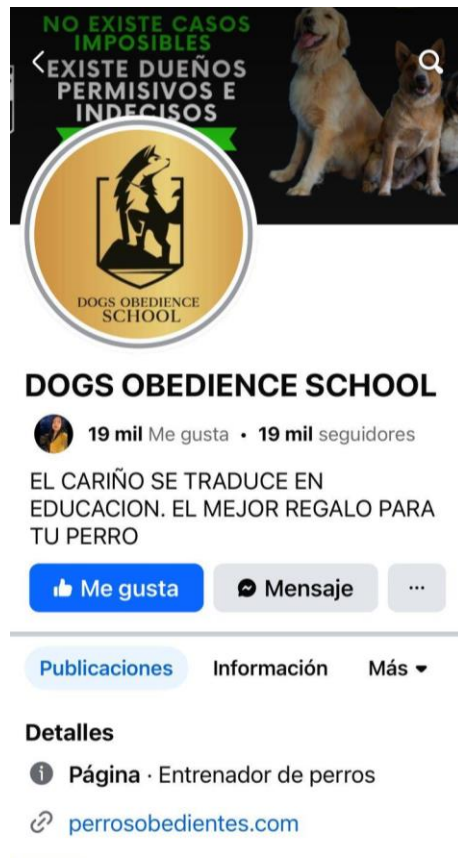 NO EXISTE CASOS
IMPOSIBLES
EXISTE DUEÑOS
PERMISIVOS E
INDECISOS
DOGS OBEDIENCE
SCHOOL
DOGS OBEDIENCE SCHOOL
19 mil Me gusta • 19 mil seguidores
EL CARIÑO SE TRADUCE EN
EDUCACION. EL MEJOR REGALO PARA
TU PERRO
Me gusta Mensaje ...
Publicaciones Información Más
Detalles
Página · Entrenador de perros
perrosobedientes.com